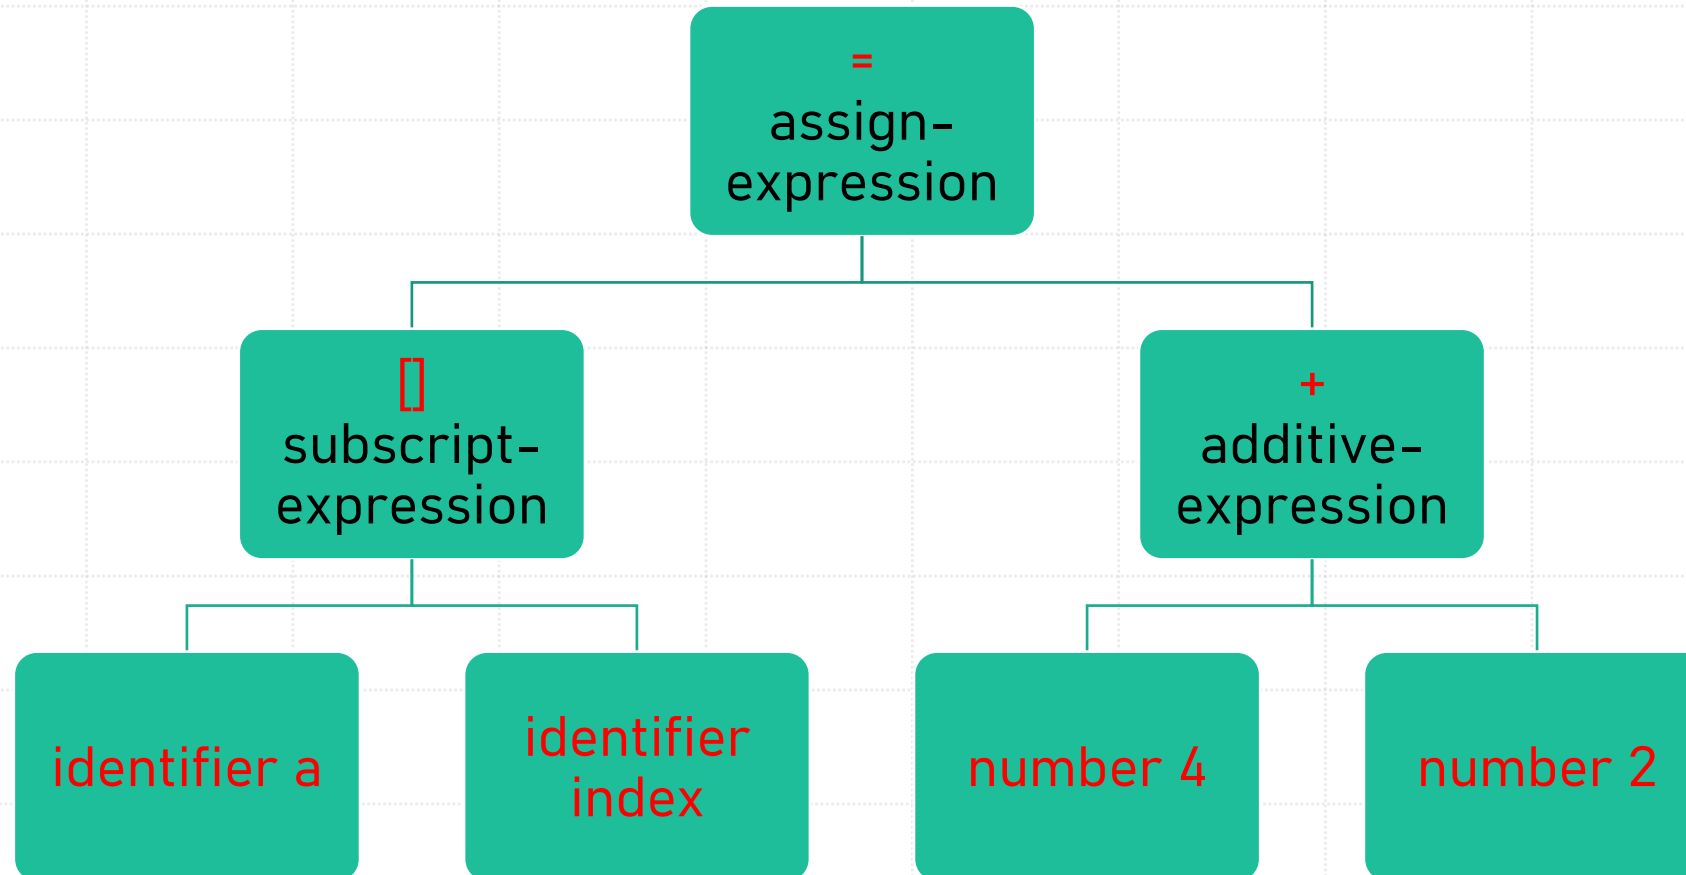 =
assign-
expression
[]
subscript-
expression
+
additive-
expression
identifier a
identifier
index
number 4
number 2